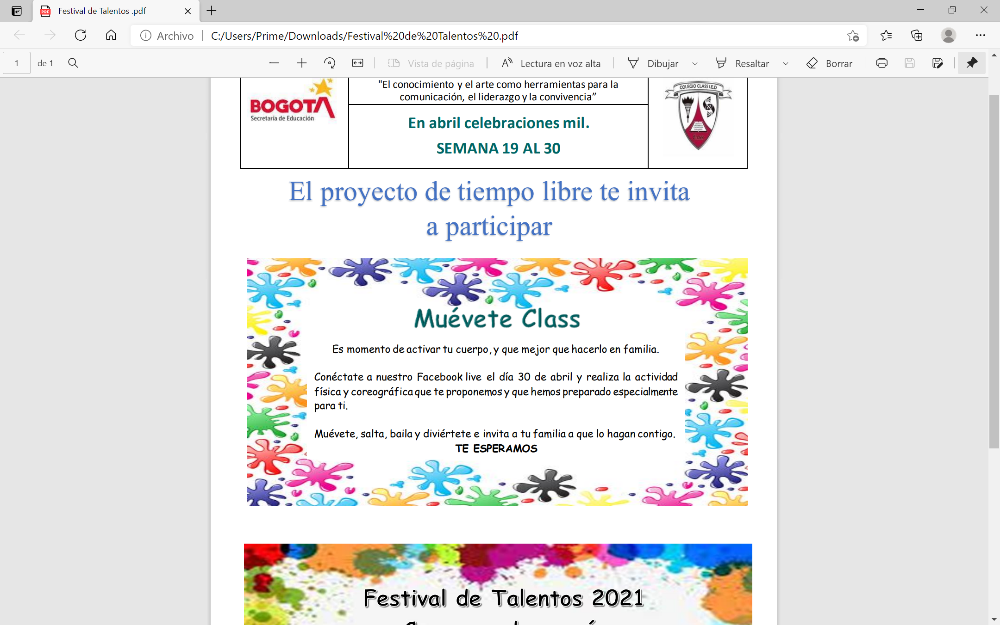 Festival de Talentos .pdf
Archivo
C:/Users/Prime/Downloads/Festival%20de%20Talentos%20.pdf
1 de 1
Vista de página
Lectura en voz alta
Dibujar
Resaltar
Borrar
BOGOTA
Secretaría de Educación
"El conocimiento y el arte como herramientas para la
comunicación, el liderazgo y la convivencia”
En abril celebraciones mil.
SEMANA 19 AL 30
COLEGIO CLASS I.E.D
El proyecto de tiempo libre te invita
a participar
Muévete Class
Es momento de activar tu cuerpo, y que mejor que hacerlo en familia.
Conéctate a nuestro Facebook live el día 30 de abril y realiza la actividad
física y coreográfica que te proponemos y que hemos preparado especialmente
para ti.
Muévete, salta, baila y diviértete e invita a tu familia a que lo hagan contigo.
TE ESPERAMOS
Festival de Talentos 2021